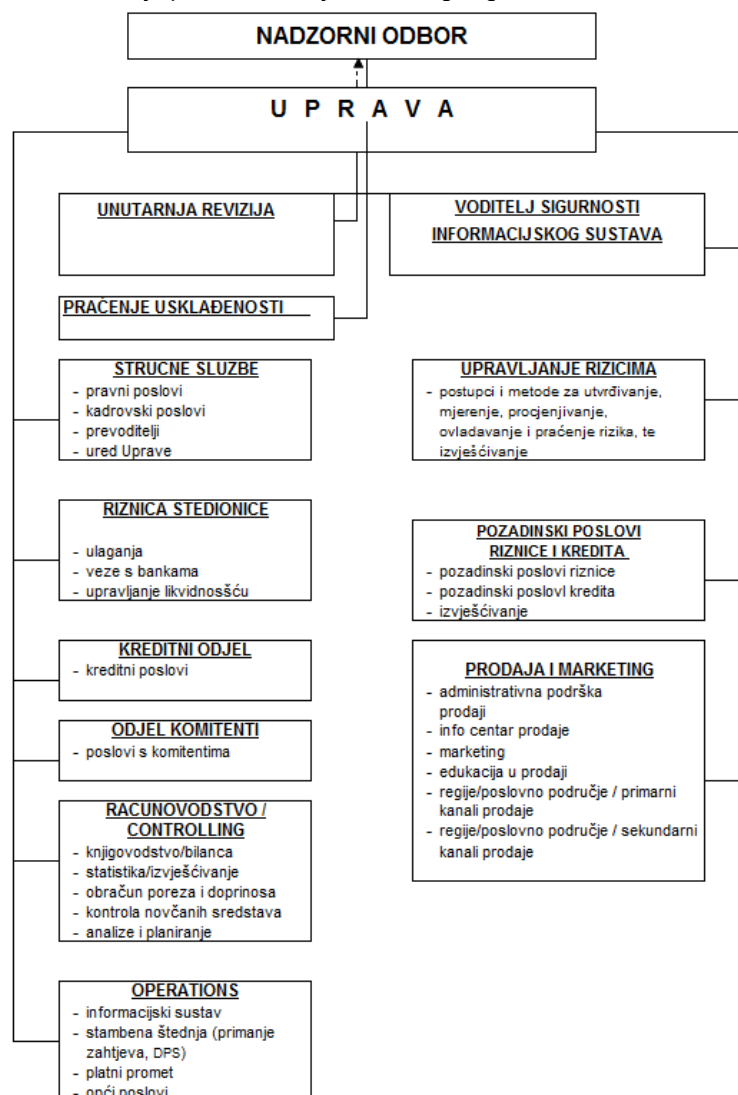 NADZORNI ODBOR
U P R A V A
UNUTARNJA REVIZIJA
VODITELJ SIGURNOSTI
INFORMACIJSKOG SUSTAVA
PRAĆENJE USKLAĐENOSTI
STRUCNE SLUZBE
- pravni poslovi
- kadrovski poslovi
- prevoditelji
- ured Uprave
UPRAVLJANJE RIZICIMA
- postupci i metode za utvrđivanje,
mjerenje, procjenjivanje,
ovladavanje i praćenje rizika, te
izvješćivanje
RIZNICA STEDIONICE
- ulaganja
- veze s bankama
- upravljanje likvidnosšću
POZADINSKI POSLOVI
RIZNICE I KREDITA
- pozadinski poslovi riznice
- pozadinski poslovl kredita
- izvješćivanje
KREDITNI ODJEL
- kreditni poslovi
PRODAJA I MARKETING
- administrativna podrška
prodaji
- info centar prodaje
- marketing
- edukacija u prodaji
- regije/poslovno područje / primarni
kanali prodaje
- regije/poslovno područje / sekundarni
kanali prodaje
ODJEL KOMITENTI
- poslovi s komitentima
RACUNOVODSTVO /
CONTROLLING
- knjigovodstvo/bilanca
- statistika/izvješćivanje
- obračun poreza i doprinosa
- kontrola novčanih sredstava
- analize i planiranje
OPERATIONS
- informacijski sustav
- stambena štednja (primanje
zahtjeva, DPS)
- platni promet
- opći poslovi